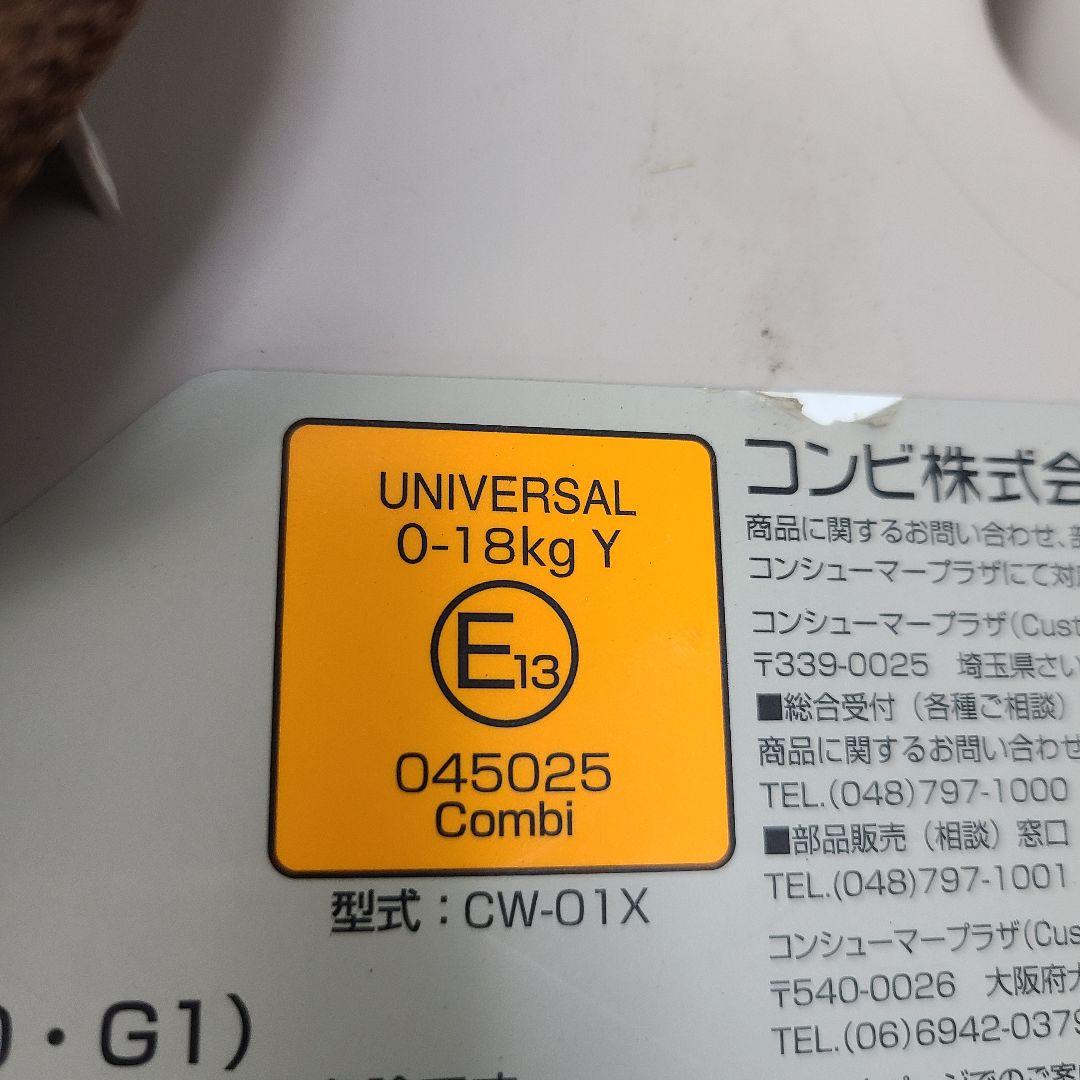 UNIVERSAL
0-18kg Y
E13
045025
Combi
型式：CW-01X
・G1）
コンビ株式会
商品に関するお問い合わせ、
コンシューマープラザにて対
コンシューマープラザ(Cust
〒339-0025 埼玉県さい
■総合受付（各種ご相談）
商品に関するお問い合わせ
TEL.(048)797-1000
■部品販売（相談）窓口
TEL.(048)797-1001
コンシューマープラザ(Cus
〒540-0026 大阪府大
TEL.(06)6942-0379